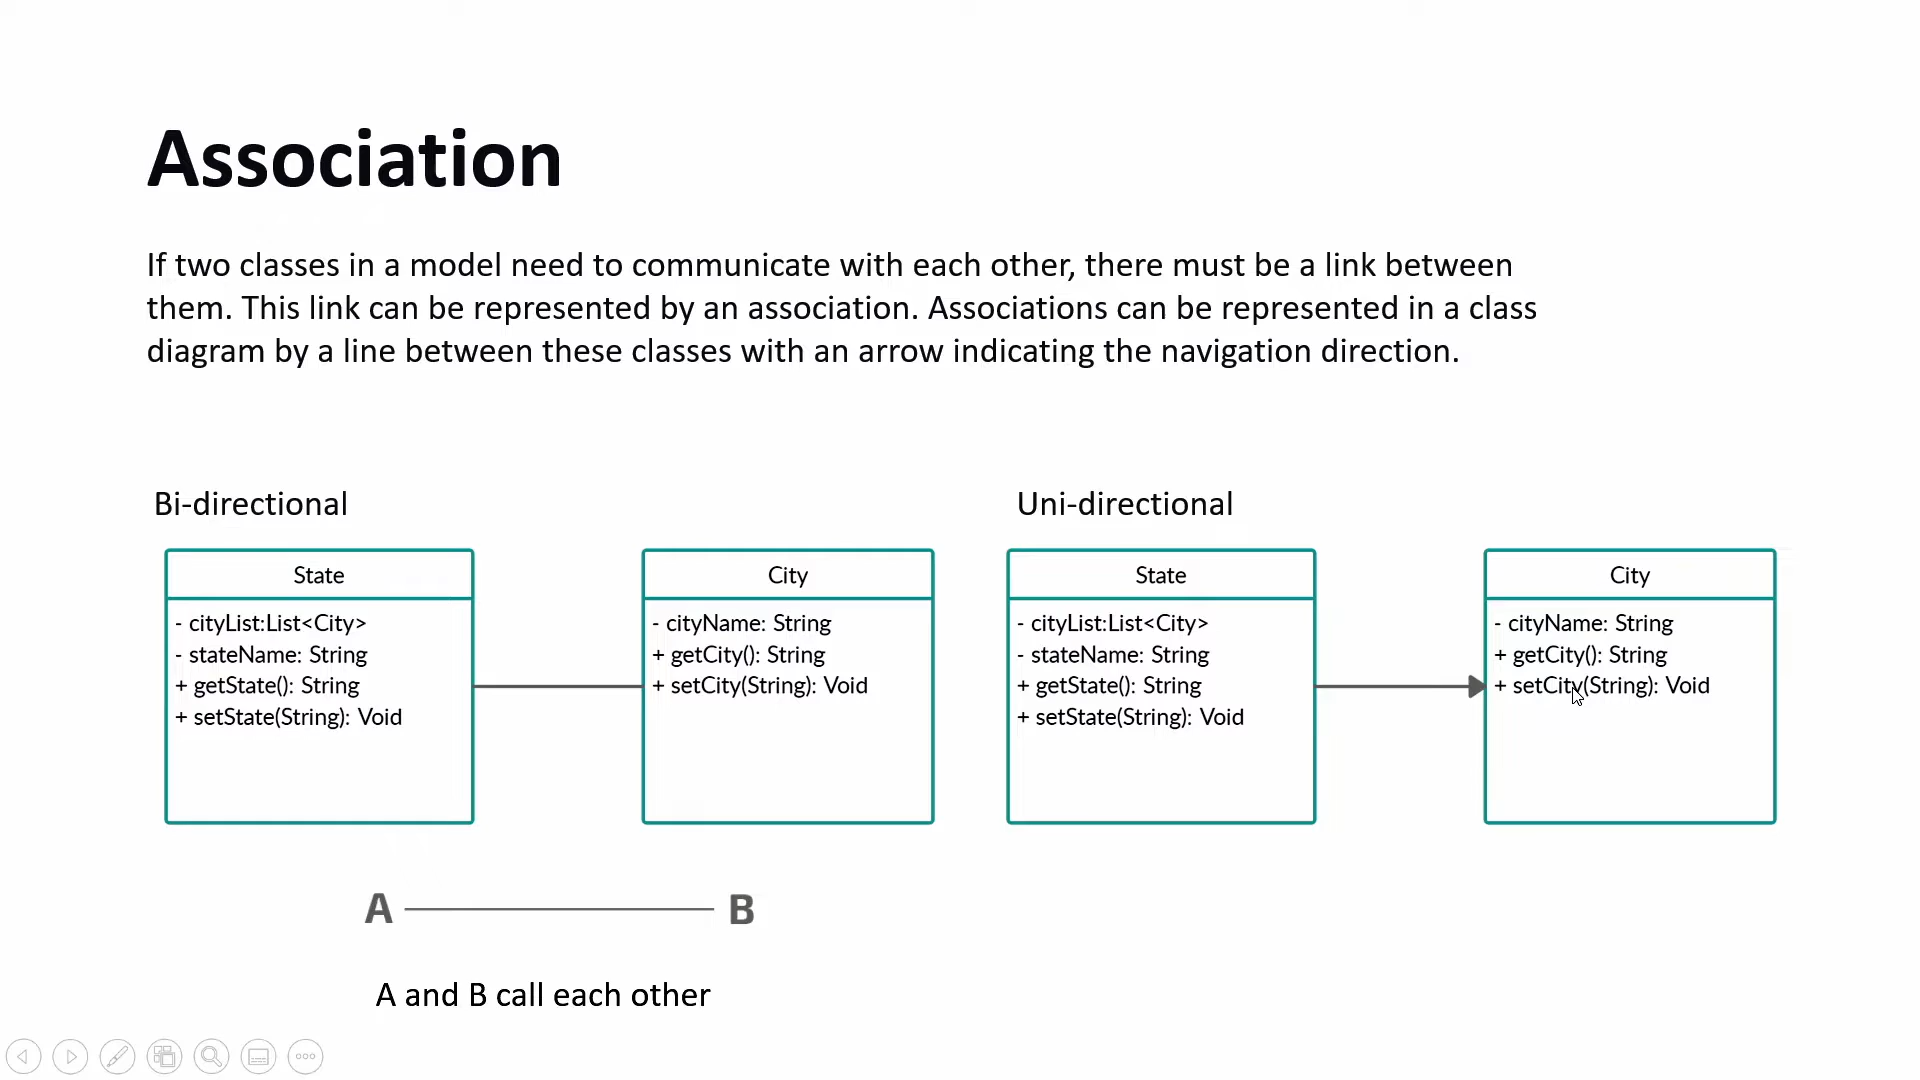 Association
If two classes in a model need to communicate with each other, there must be a link between
them. This link can be represented by an association. Associations can be represented in a class
diagram by a line between these classes with an arrow indicating the navigation direction.
Bi-directional
State
- cityList:List<City>
- stateName: String
+ getState(): String
+ setState(String): Void
City
- cityName: String
+ getCity(): String
+ setCity(String): Void
A
B
A and B call each other
Uni-directional
State
- cityList:List<City>
- stateName: String
+ getState(): String
+ setState(String): Void
City
- cityName: String
+ getCity(): String
+ setCity(String): Void